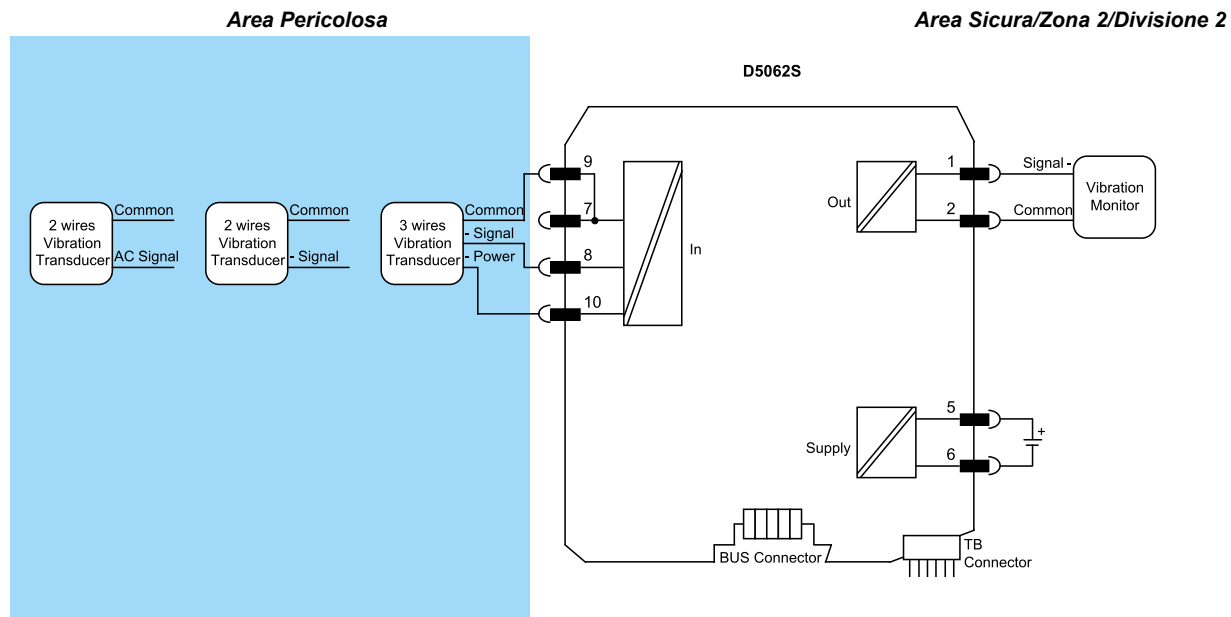 Area Pericolosa
Area Sicura/Zona 2/Divisione 2
D5062S
2 wires
Vibration
Transducer
Common
AC Signal
2 wires
Vibration
Transducer
Common
- Signal
3 wires
Vibration
Transducer
Common
- Signal
- Power
9
7
8
10
In
Out
1
2
Signal -
Common
Vibration
Monitor
Supply
5
6
+
BUS Connector
TB
Connector